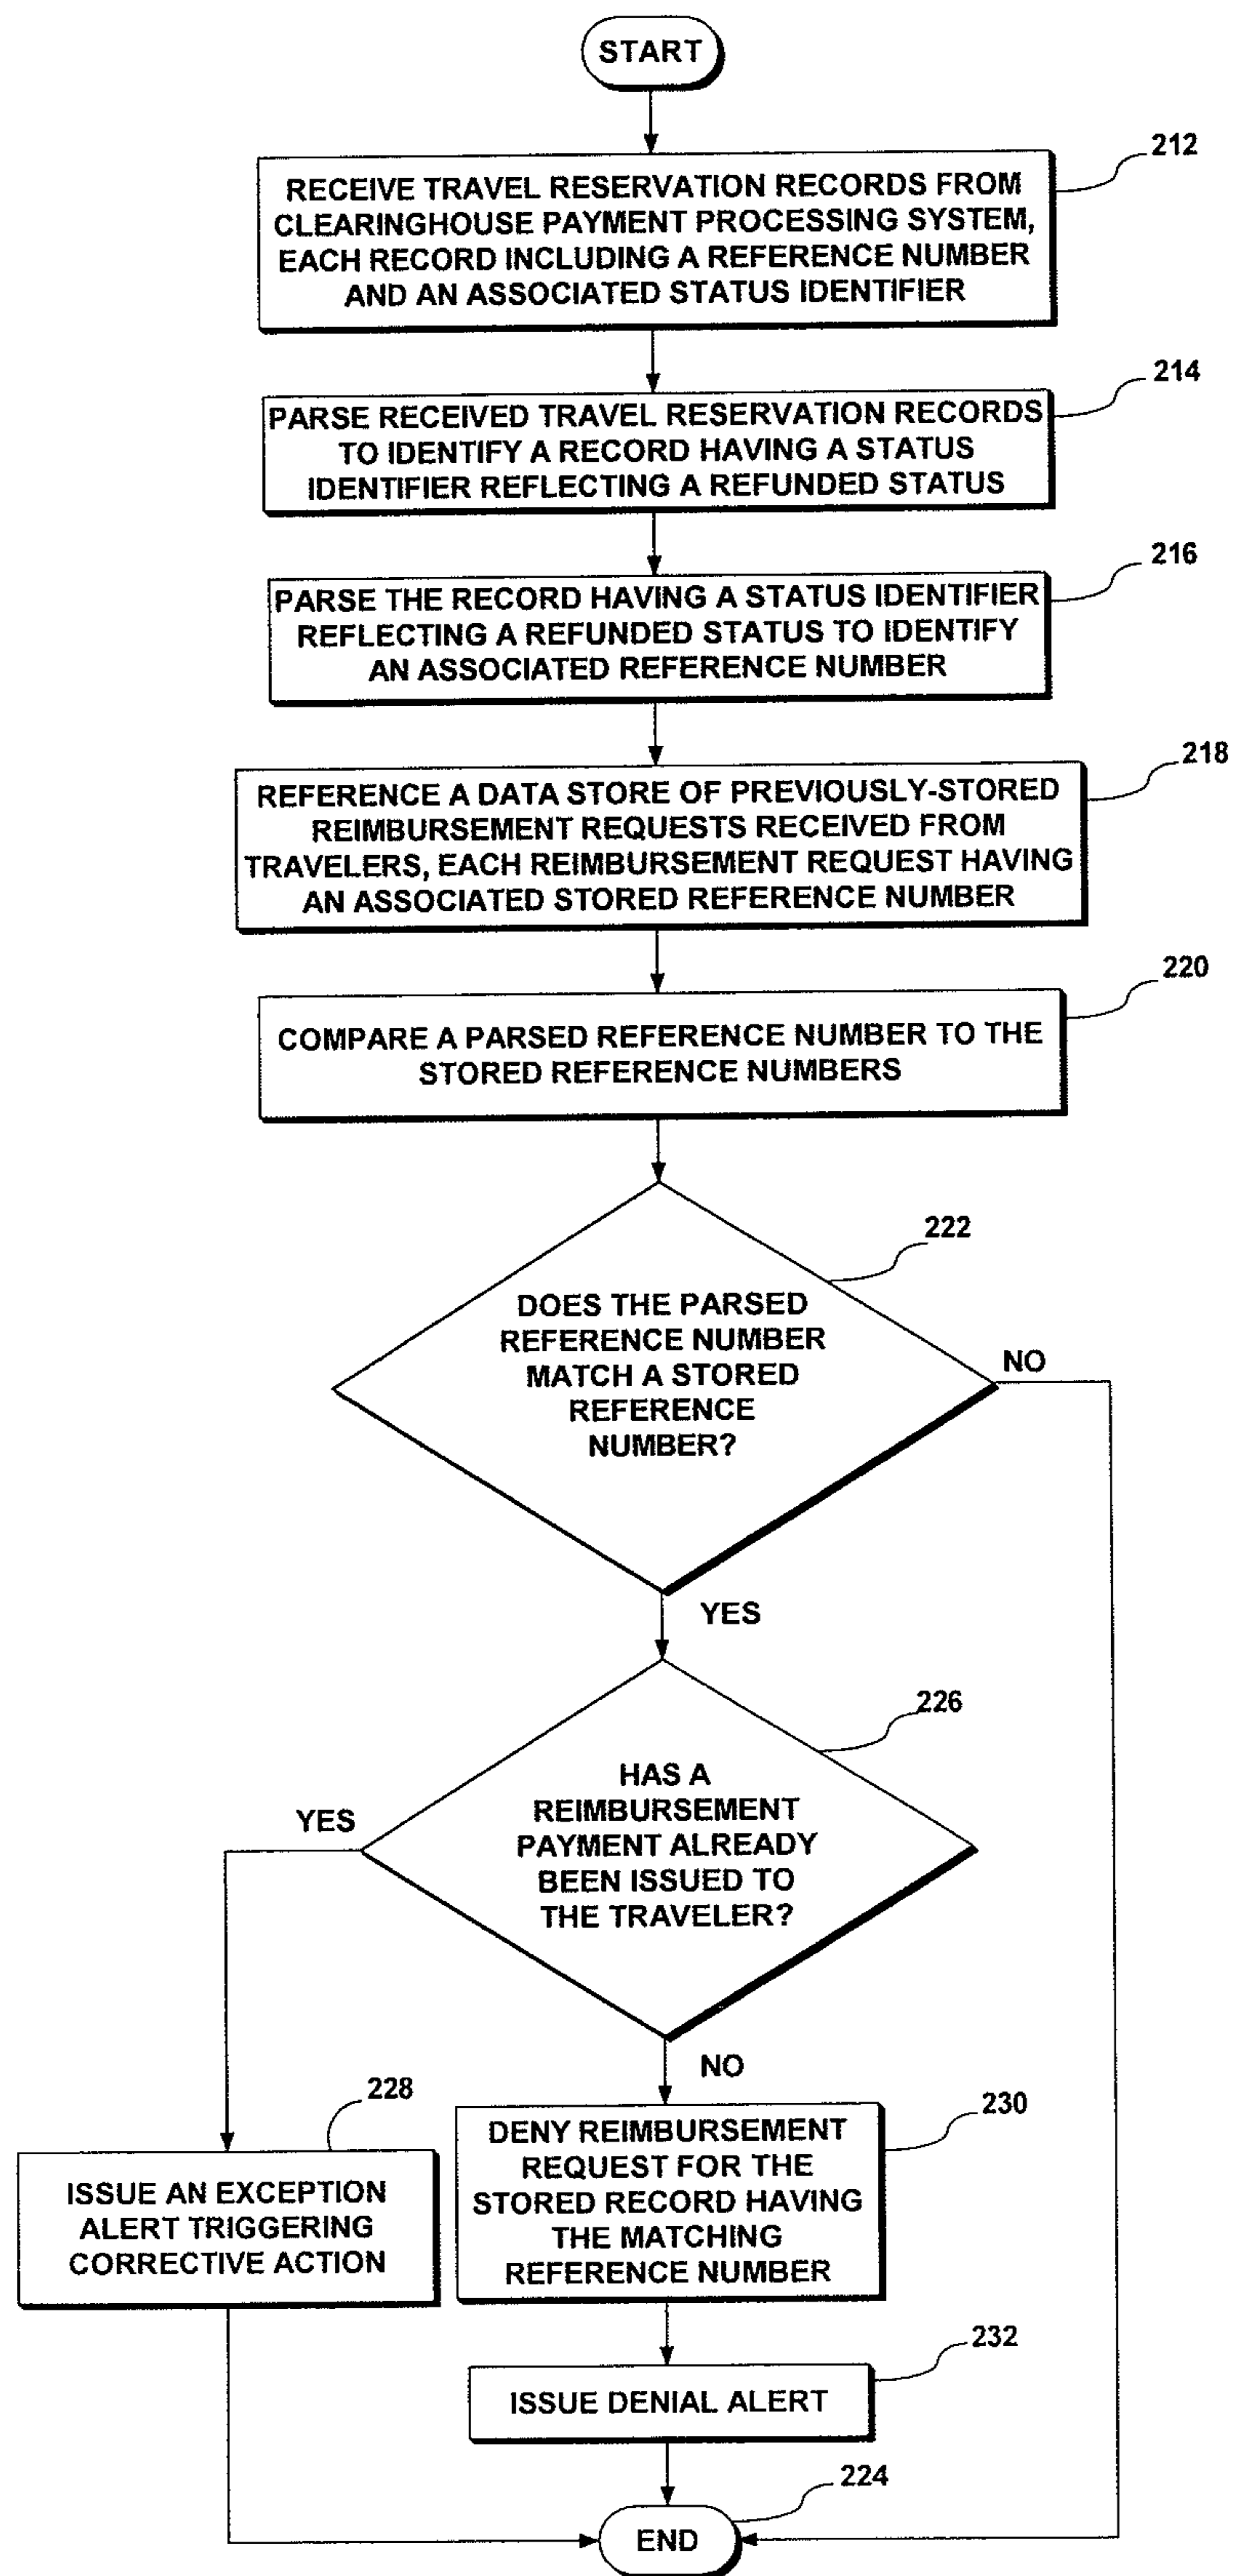 START
212
RECEIVE TRAVEL RESERVATION RECORDS FROM
CLEARINGHOUSE PAYMENT PROCESSING SYSTEM,
EACH RECORD INCLUDING A REFERENCE NUMBER
AND AN ASSOCIATED STATUS IDENTIFIER
214
PARSE RECEIVED TRAVEL RESERVATION RECORDS
TO IDENTIFY A RECORD HAVING A STATUS
IDENTIFIER REFLECTING A REFUNDED STATUS
216
PARSE THE RECORD HAVING A STATUS IDENTIFIER
REFLECTING A REFUNDED STATUS TO IDENTIFY
AN ASSOCIATED REFERENCE NUMBER
218
REFERENCE A DATA STORE OF PREVIOUSLY-STORED
REIMBURSEMENT REQUESTS RECEIVED FROM
TRAVELERS, EACH REIMBURSEMENT REQUEST HAVING
AN ASSOCIATED STORED REFERENCE NUMBER
220
COMPARE A PARSED REFERENCE NUMBER TO THE
STORED REFERENCE NUMBERS
222
DOES THE PARSED
REFERENCE NUMBER
MATCH A STORED
REFERENCE
NUMBER?
NO
YES
226
HAS A
REIMBURSEMENT
PAYMENT ALREADY
BEEN ISSUED TO
THE TRAVELER?
YES
NO
228
ISSUE AN EXCEPTION
ALERT TRIGGERING
CORRECTIVE ACTION
230
DENY REIMBURSEMENT
REQUEST FOR THE
STORED RECORD HAVING
THE MATCHING
REFERENCE NUMBER
232
ISSUE DENIAL ALERT
224
END